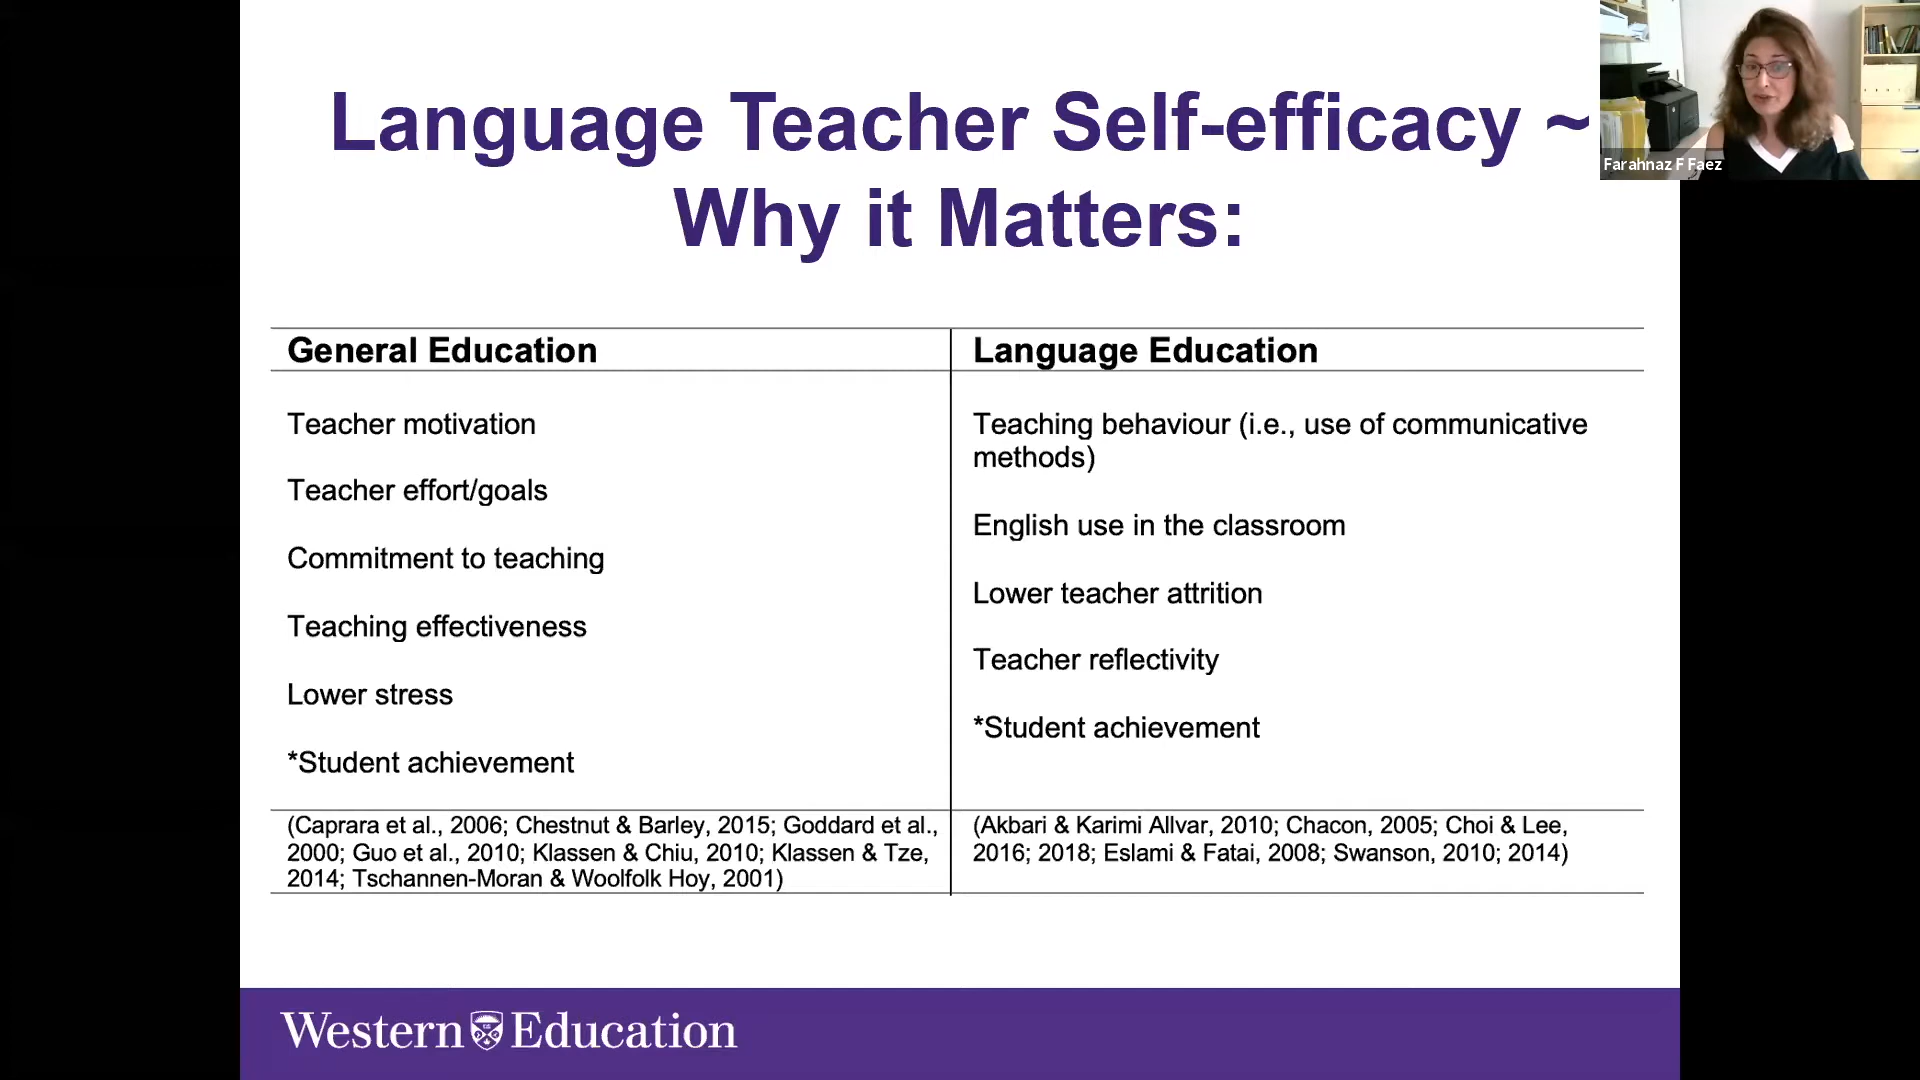 Language Teacher Self-efficacy ~
Why it Matters:
Farahnaz F Faez
General Education
Teacher motivation
Teacher effort/goals
Commitment to teaching
Teaching effectiveness
Lower stress
*Student achievement
(Caprara et al., 2006; Chestnut & Barley, 2015; Goddard et al.,
2000; Guo et al., 2010; Klassen & Chiu, 2010; Klassen & Tze,
2014; Tschannen-Moran & Woolfolk Hoy, 2001)
Language Education
Teaching behaviour (i.e., use of communicative
methods)
English use in the classroom
Lower teacher attrition
Teacher reflectivity
*Student achievement
(Akbari & Karimi Allvar, 2010; Chacon, 2005; Choi & Lee,
2016; 2018; Eslami & Fatai, 2008; Swanson, 2010; 2014)
Western Education